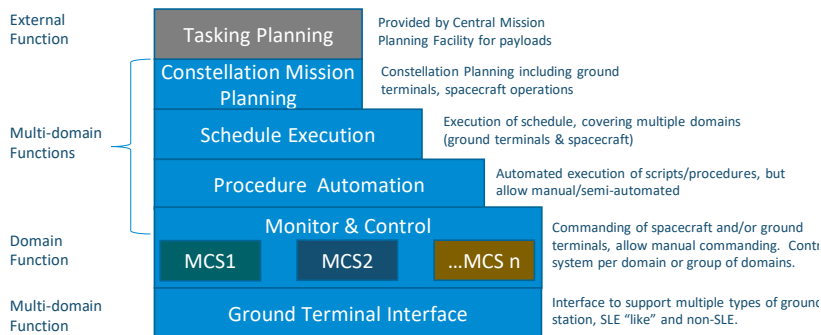 External
Function
Tasking Planning
Provided by Central Mission
Planning Facility for payloads
Constellation Mission
Planning
Constellation Planning including ground
terminals, spacecraft operations
Multi-domain
Functions
Schedule Execution
Execution of schedule, covering multiple domains
(ground terminals & spacecraft)
Procedure Automation
Automated execution of scripts/procedures, but
allow manual/semi-automated
Domain
Function
Monitor & Control
MCS1
MCS2
...MCS n
Commanding of spacecraft and/or ground
terminals, allow manual commanding. Contr
system per domain or group of domains.
Multi-domain
Function
Ground Terminal Interface
Interface to support multiple types of ground
station, SLE “like” and non-SLE.